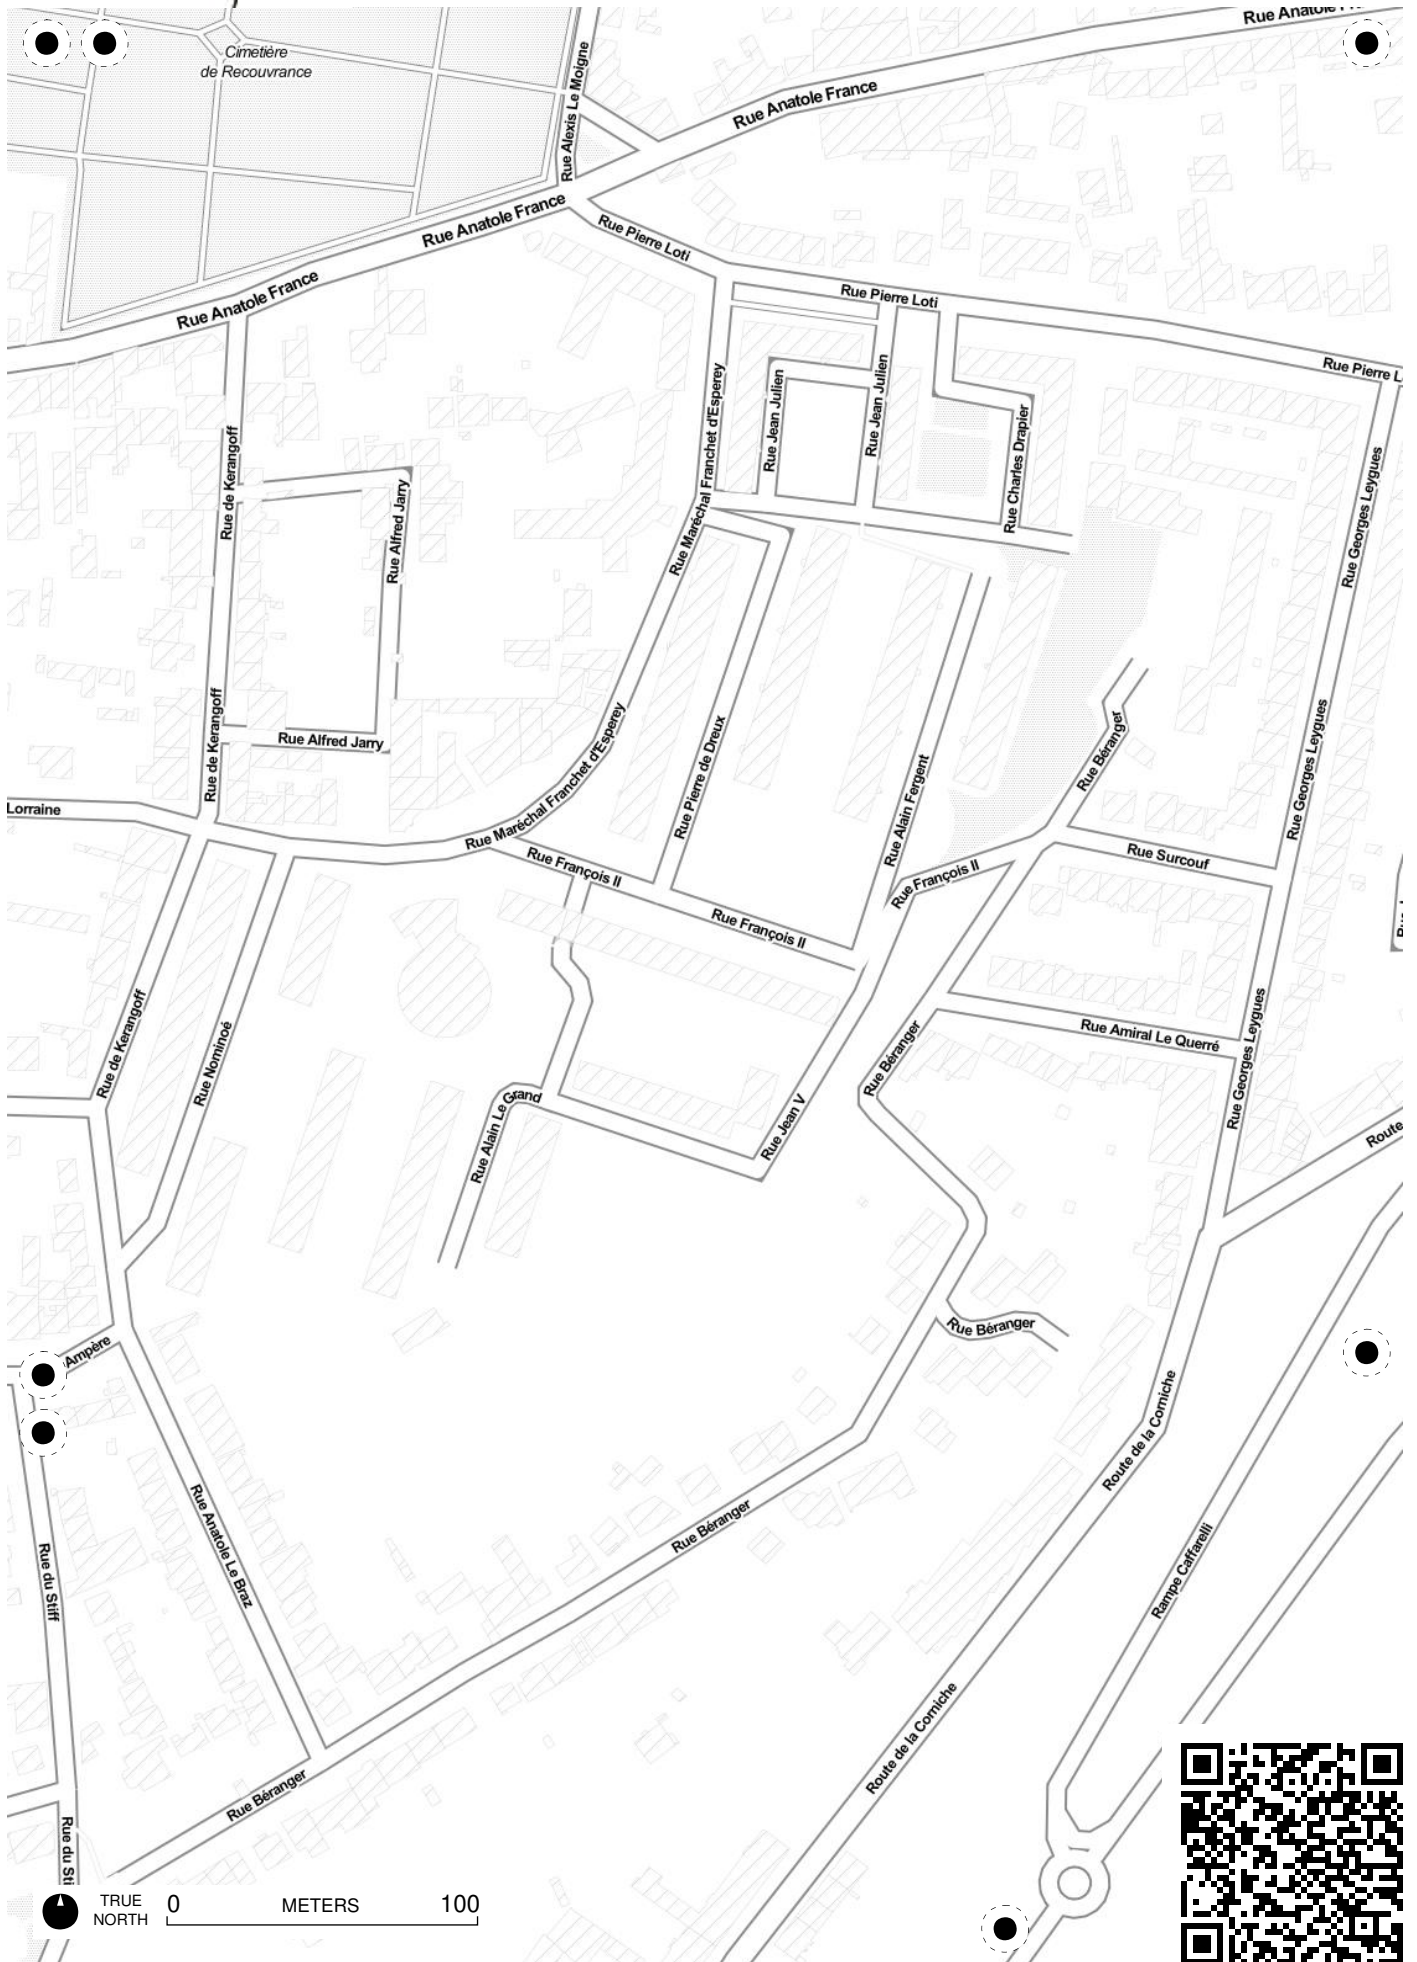 Rue Anatole
Cimetière
de Recouvrance
Rue Alexis Le Moigne
Rue Anatole France
Rue Anatole France
Rue Pierre Loti
Rue Anatole France
Rue Pierre Loti
Rue Pierre L
Rue Maréchal Franchet d'Esperey
Rue Jean Julien
Rue Jean Julien
Rue Charles Drapier
Rue de Kerangoff
Rue Alfred Jarry
Rue Georges Leygues
Rue de Kerangoff
Rue Alfred Jarry
Rue Maréchal Franchet d'Esperey
Rue Pierre de Dreux
Rue Alain Fergent
Rue Béranger
Rue Georges Leygues
Lorraine
Rue François II
Rue François II
Rue Surcouf
Rue François II
Rue de Kerangoff
Rue Nominoé
Rue Béranger
Rue Amiral Le Querré
Rue Georges Leygues
Rue Alain Le Grand
Rue Jean V
Route
Rue Béranger
Ampère
Route de la Corniche
Rue Anatole Le Braz
Rue Béranger
Rue du Stiff
Rampe Caffarelli
Route de la Corniche
Rue Béranger
Rue du Sti
TRUE
NORTH
0 METERS 100